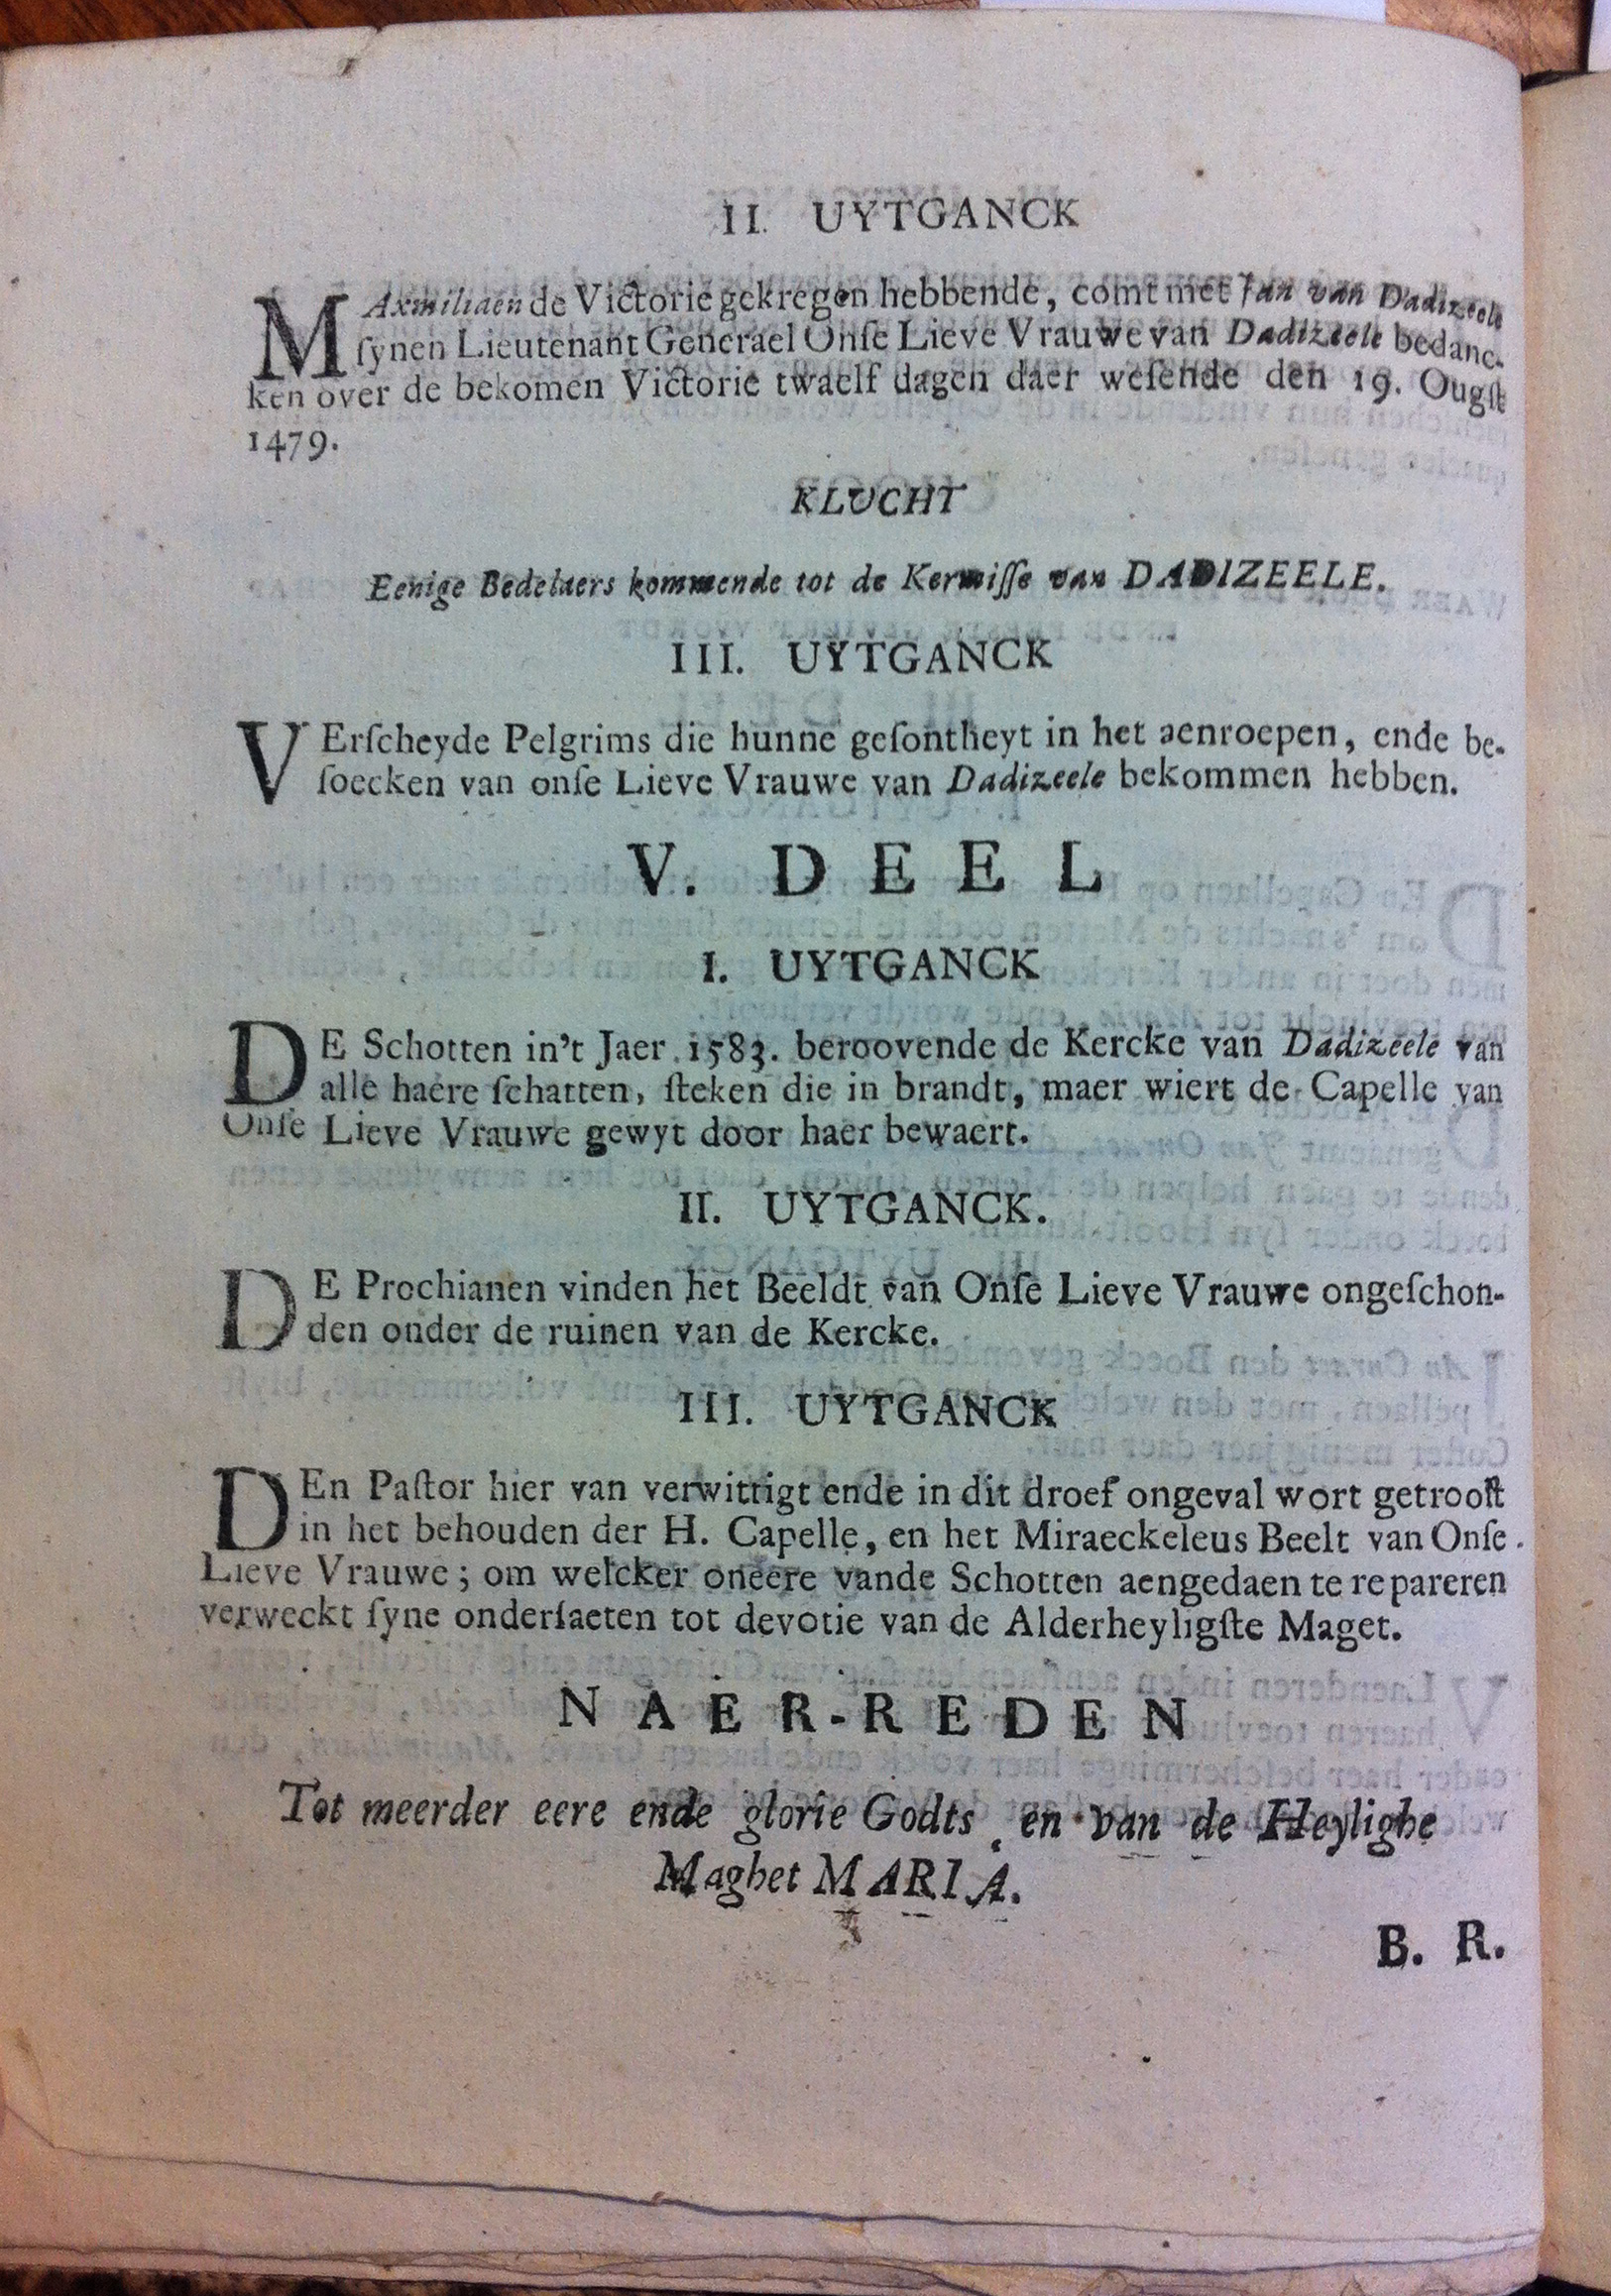 II. UYTGANCK
MAxmiliaen de Victorie gekregen hebbende, comt met Jan van Dadizeele
ſynen Lieutenant Generael Onſe Lieve Vrauwe van Dadizeele bedanc-
ken over de bekomen Victorie twaelf dagen daer weſende den 19. Ougſt
1479.
KLUCHT
Eenige Bedelaers kommende tot de Kermiſſe van DADIZEELE.
III. UYTGANCK
VErſcheyde Pelgrims die hunne geſontheyt in het aenroepen, ende be-
ſoecken van onſe Lieve Vrauwe van Dadizeele bekommen hebben.
V. DEEL
I. UYTGANCK
DE Schotten in't Jaer 1583. beroovende de Kercke van Dadizeele van
alle haere ſchatten, ſteken die in brandt, maer wiert de Capelle van
Onſe Lieve Vrauwe gewyt door haer bewaert.
II. UYTGANCK.
DE Prochianen vinden het Beeldt van Onſe Lieve Vrauwe ongeſchon-
den onder de ruinen van de Kercke.
III. UYTGANCK
DEn Paſtor hier van verwittigt ende in dit droef ongeval wort getrooſt
in het behouden der H. Capelle, en het Miraeckeleus Beelt van Onſe
Lieve Vrauwe; om welcker oneere vande Schotten aengedaen te repareren
verweckt ſyne onderſaeten tot devotie van de Alderheyligſte Maget.
NAER-REDEN
Tot meerder eere ende glorie Godts, en van de Heylighe
Maghet MARIA.
B. R.